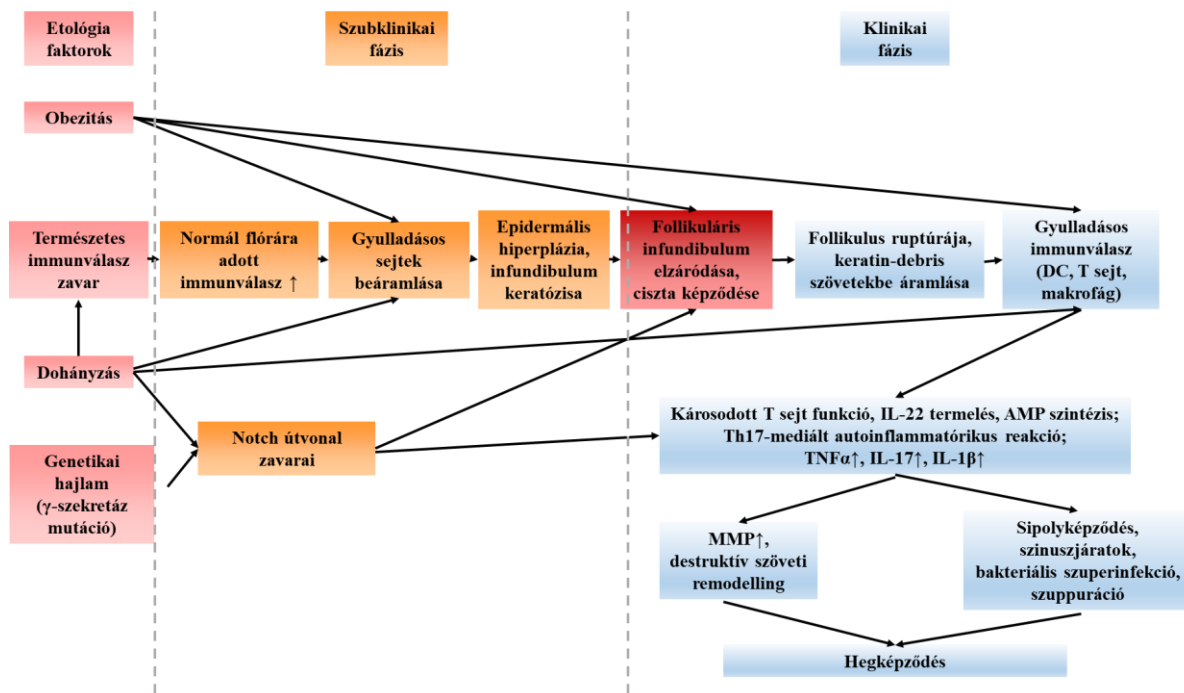 Etológia
faktorok
Szubklinikai
fázis
Klinikai
fázis
Obezitás
Természetes
immunválasz
zavar
Normál flórára
adott
immunválasz ↑
Gyulladásos
sejtek
beáramlása
Epidermális
hiperplázia,
infundibulum
keratózisa
Follikuláris
infundibulum
elzáródása,
ciszta képződése
Follikulus ruptúrája,
keratin-debris
szövetekbe áramlása
Gyulladásos
immunválasz
(DC, T sejt,
makrofág)
Dohányzás
Károsodott T sejt funkció, IL-22 termelés, AMP szintézis;
Th17-mediált autoinflammatórikus reakció;
TNFα↑, IL-17↑, IL-1β↑
Notch útvonal
zavarai
Genetikai
hajlam
(γ-szekretáz
mutáció)
MMP↑,
destruktív szöveti
remodelling
Sipolyképződés,
szinuszjáratok,
bakteriális szuperinfekció,
szuppuráció
Hegképződés